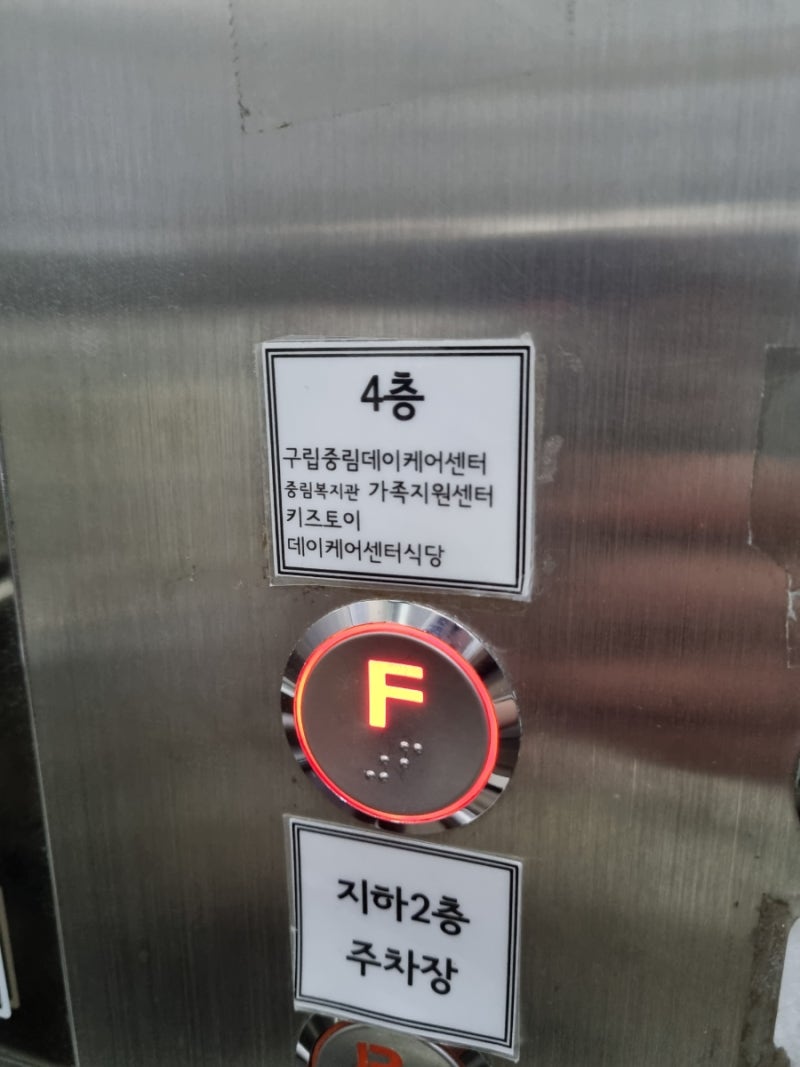 4층
구립중림데이케어센터
중림복지관 가족지원센터
키즈토이
데이케어센터식당
F
지하2층
주차장